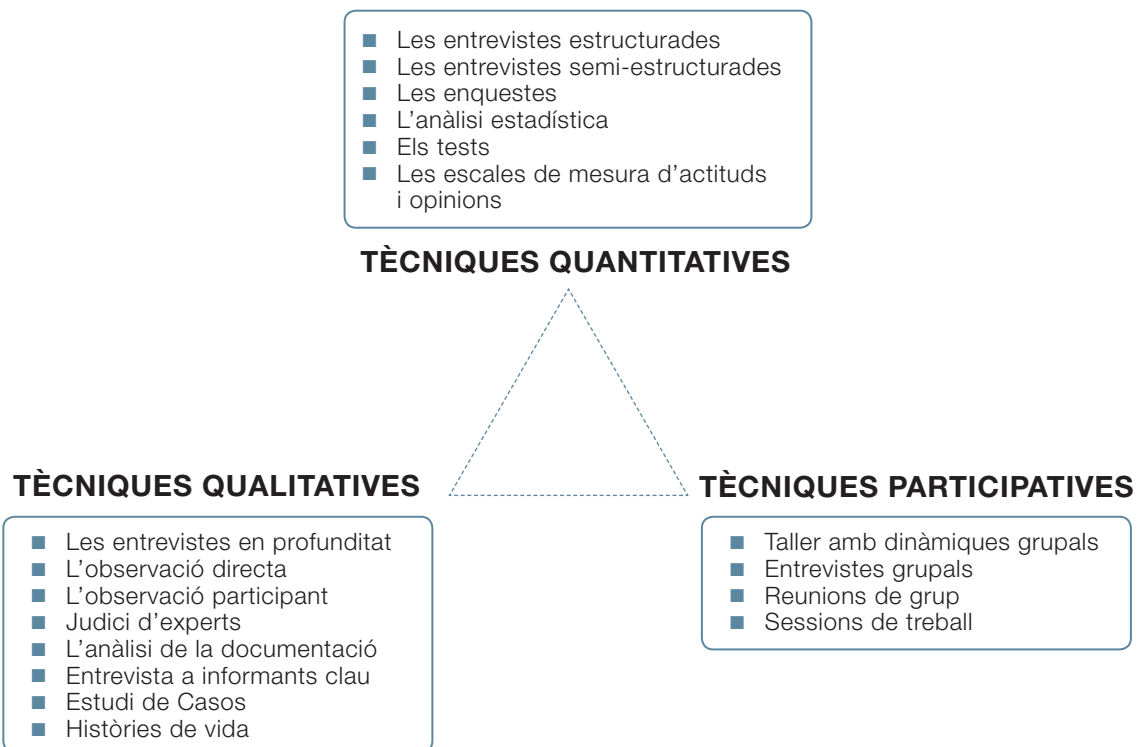 ■ Les entrevistes estructurades
■ Les entrevistes semi-estructurades
■ Les enquestes
■ L’anàlisi estadística
■ Els tests
■ Les escales de mesura d’actituds
i opinions
TÈCNIQUES QUANTITATIVES
TÈCNIQUES QUALITATIVES
■ Les entrevistes en profunditat
■ L’observació directa
■ L’observació participant
■ Judici d’experts
■ L’anàlisi de la documentació
■ Entrevista a informants clau
■ Estudi de Casos
■ Històries de vida
TÈCNIQUES PARTICIPATIVES
■ Taller amb dinàmiques grupals
■ Entrevistes grupals
■ Reunions de grup
■ Sessions de treball